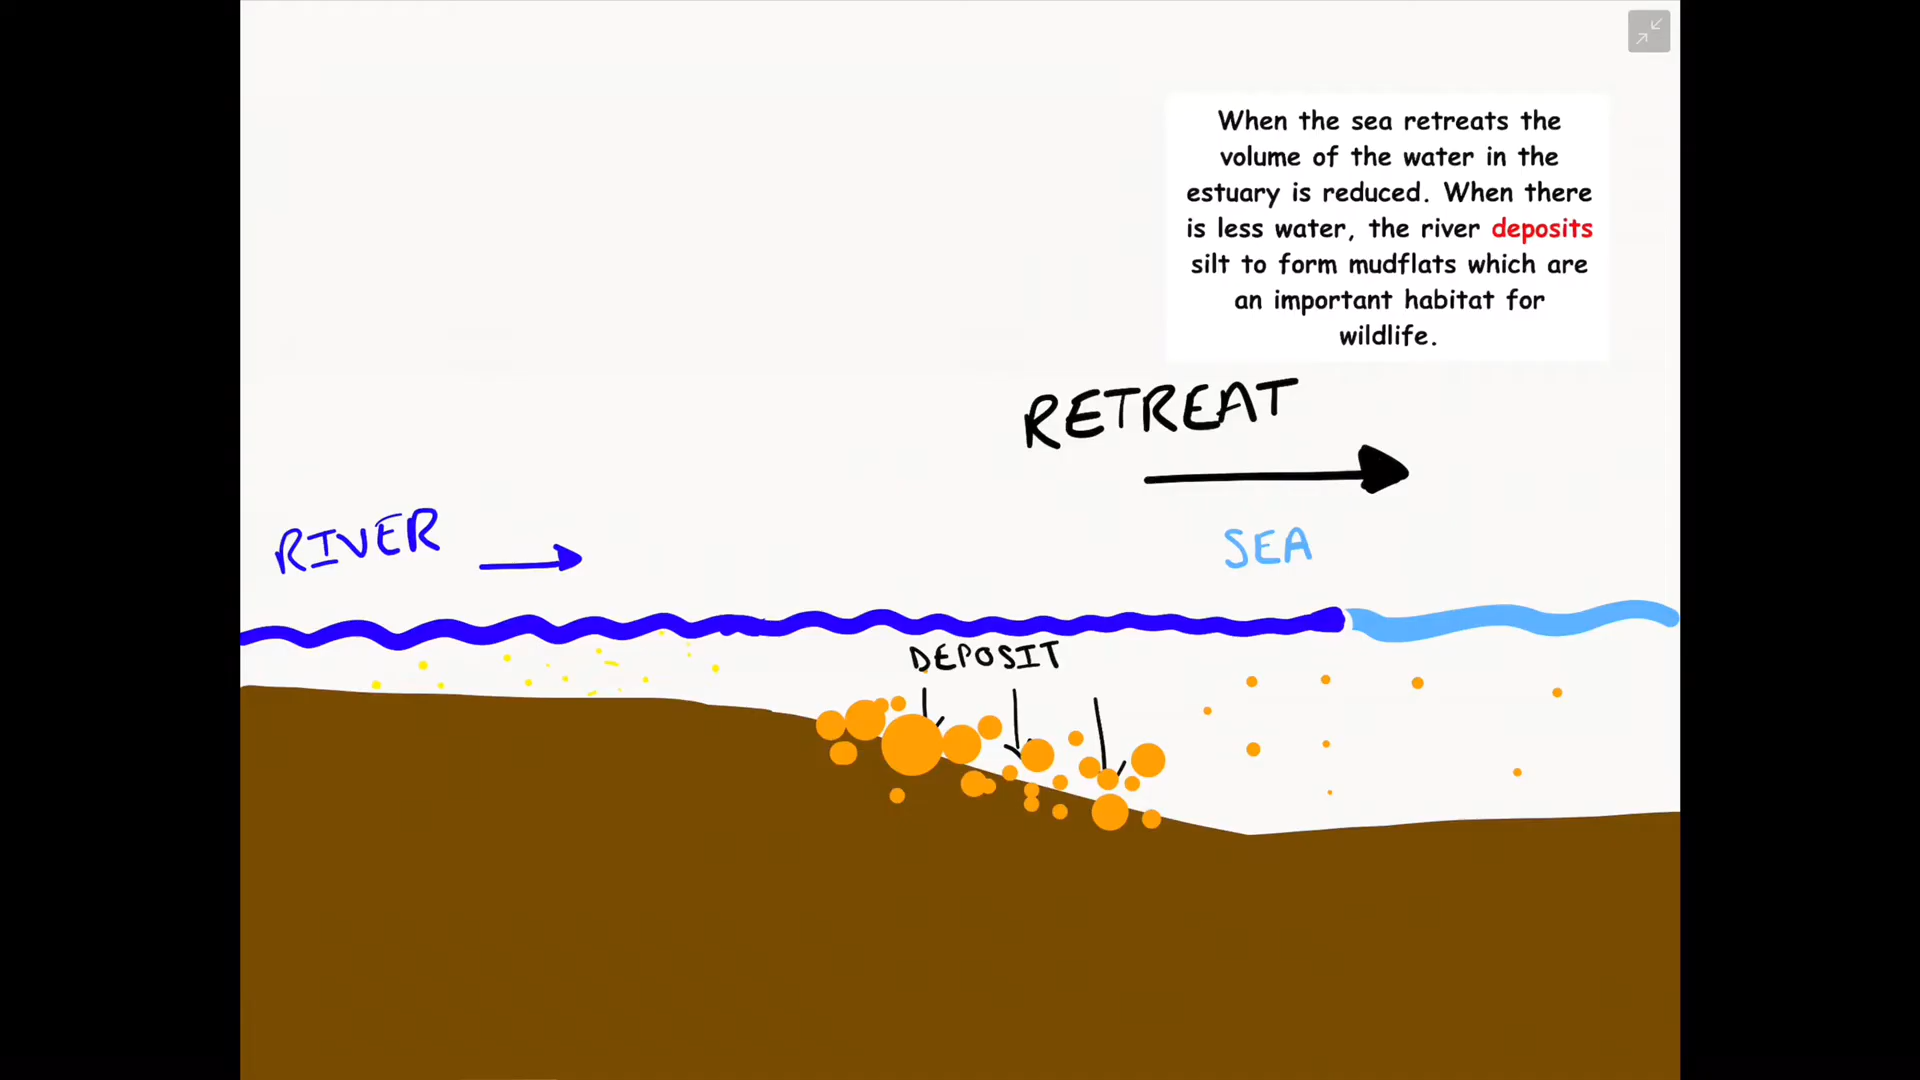 When the sea retreats the
volume of the water in the
estuary is reduced. When there
is less water, the river deposits
silt to form mudflats which are
an important habitat for
wildlife.
RETREAT
RIVER
SEA
DEPOSIT